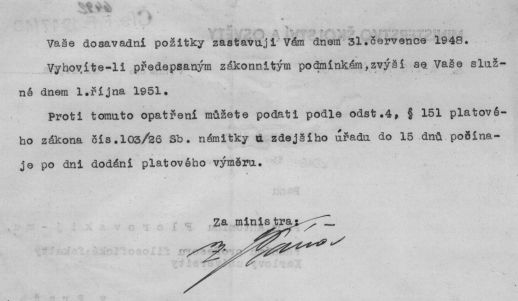 Vaše dosavadní požitky zastavuji Vám dnem 31.července 1948.
Vyhovíte-li předepsaným zákonnitým podmínkám,zvýší se Vaše služ-
né dnem 1.října 1951.
Proti tomuto opatření můžete podati podle odst.4, § 151 platové-
ho zákona čís.103/26 Sb. námitky u zdejšího úřadu do 15 dnů počína-
je po dni dodání platového výměru.
Za ministra: